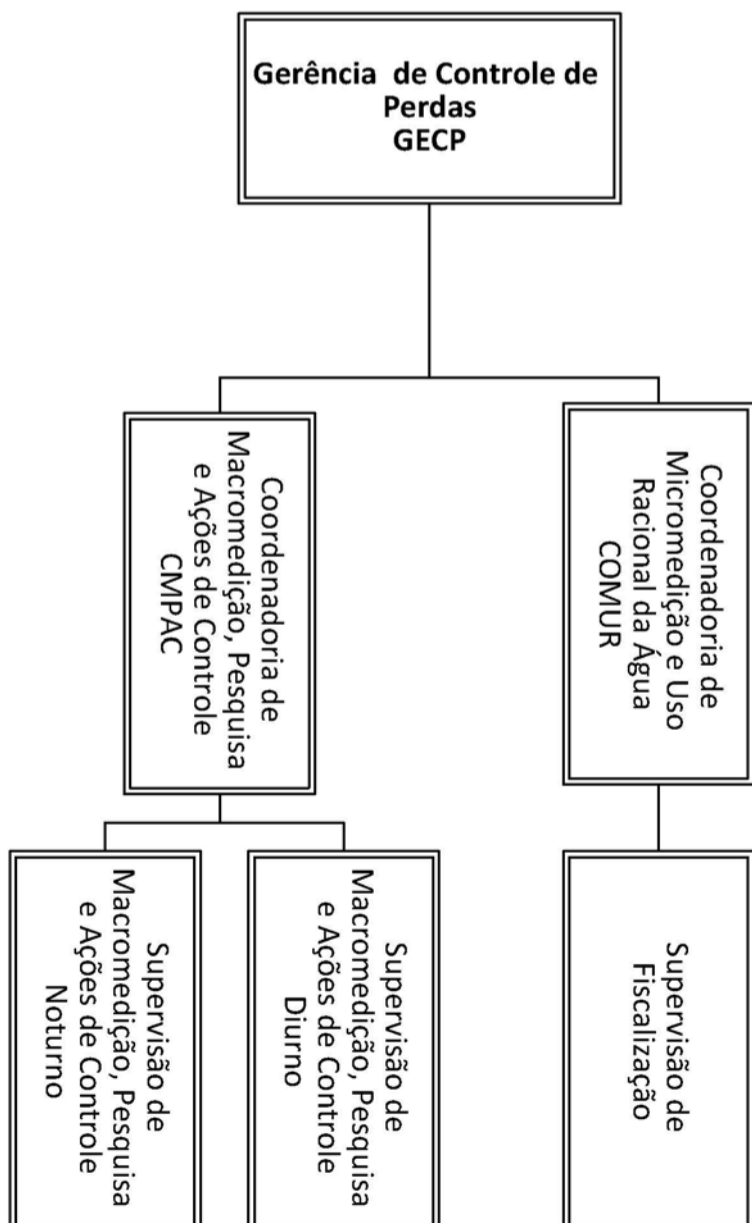 Gerência de Controle de
Perdas
GECP
Coordenadoria de
Macromedição, Pesquisa
e Ações de Controle
CMPAC
Coordenadoria de
Micromedição e Uso
Racional da Água
COMUR
Supervisão de
Macromedição, Pesquisa
e Ações de Controle
Noturno
Supervisão de
Macromedição, Pesquisa
e Ações de Controle
Diurno
Supervisão de
Fiscalização